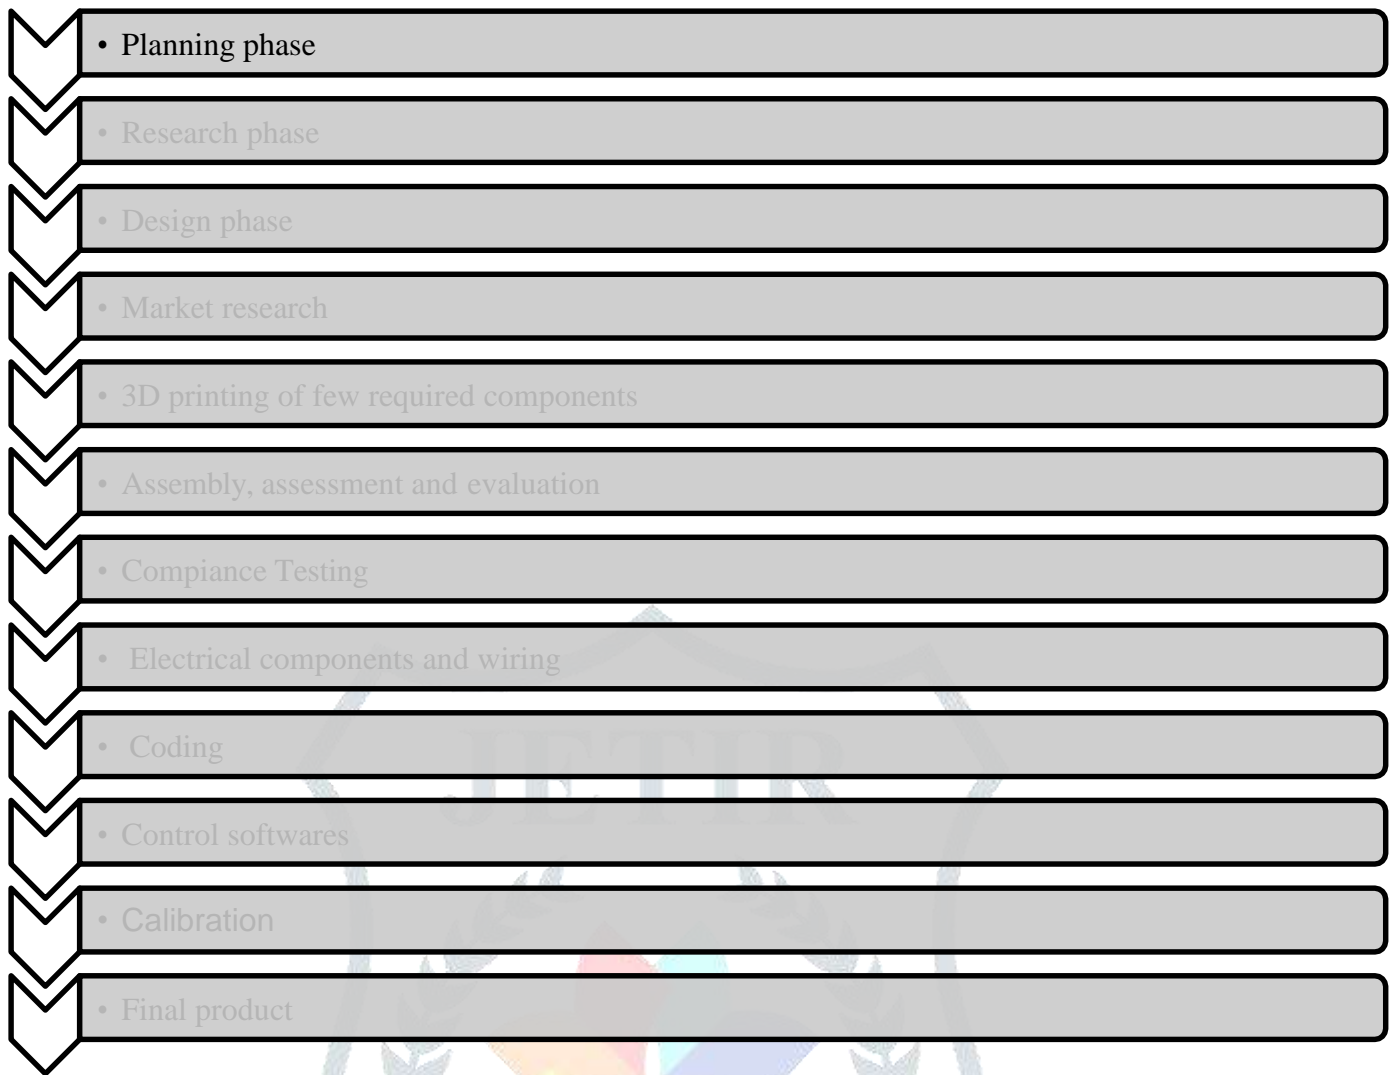 • Planning phase
• Research phase
• Design phase
• Market research
• 3D printing of few required components
• Assembly, assessment and evaluation
• Compiance Testing
• Electrical components and wiring
• Coding
JETIR
• Control softwares
• Calibration
• Final product